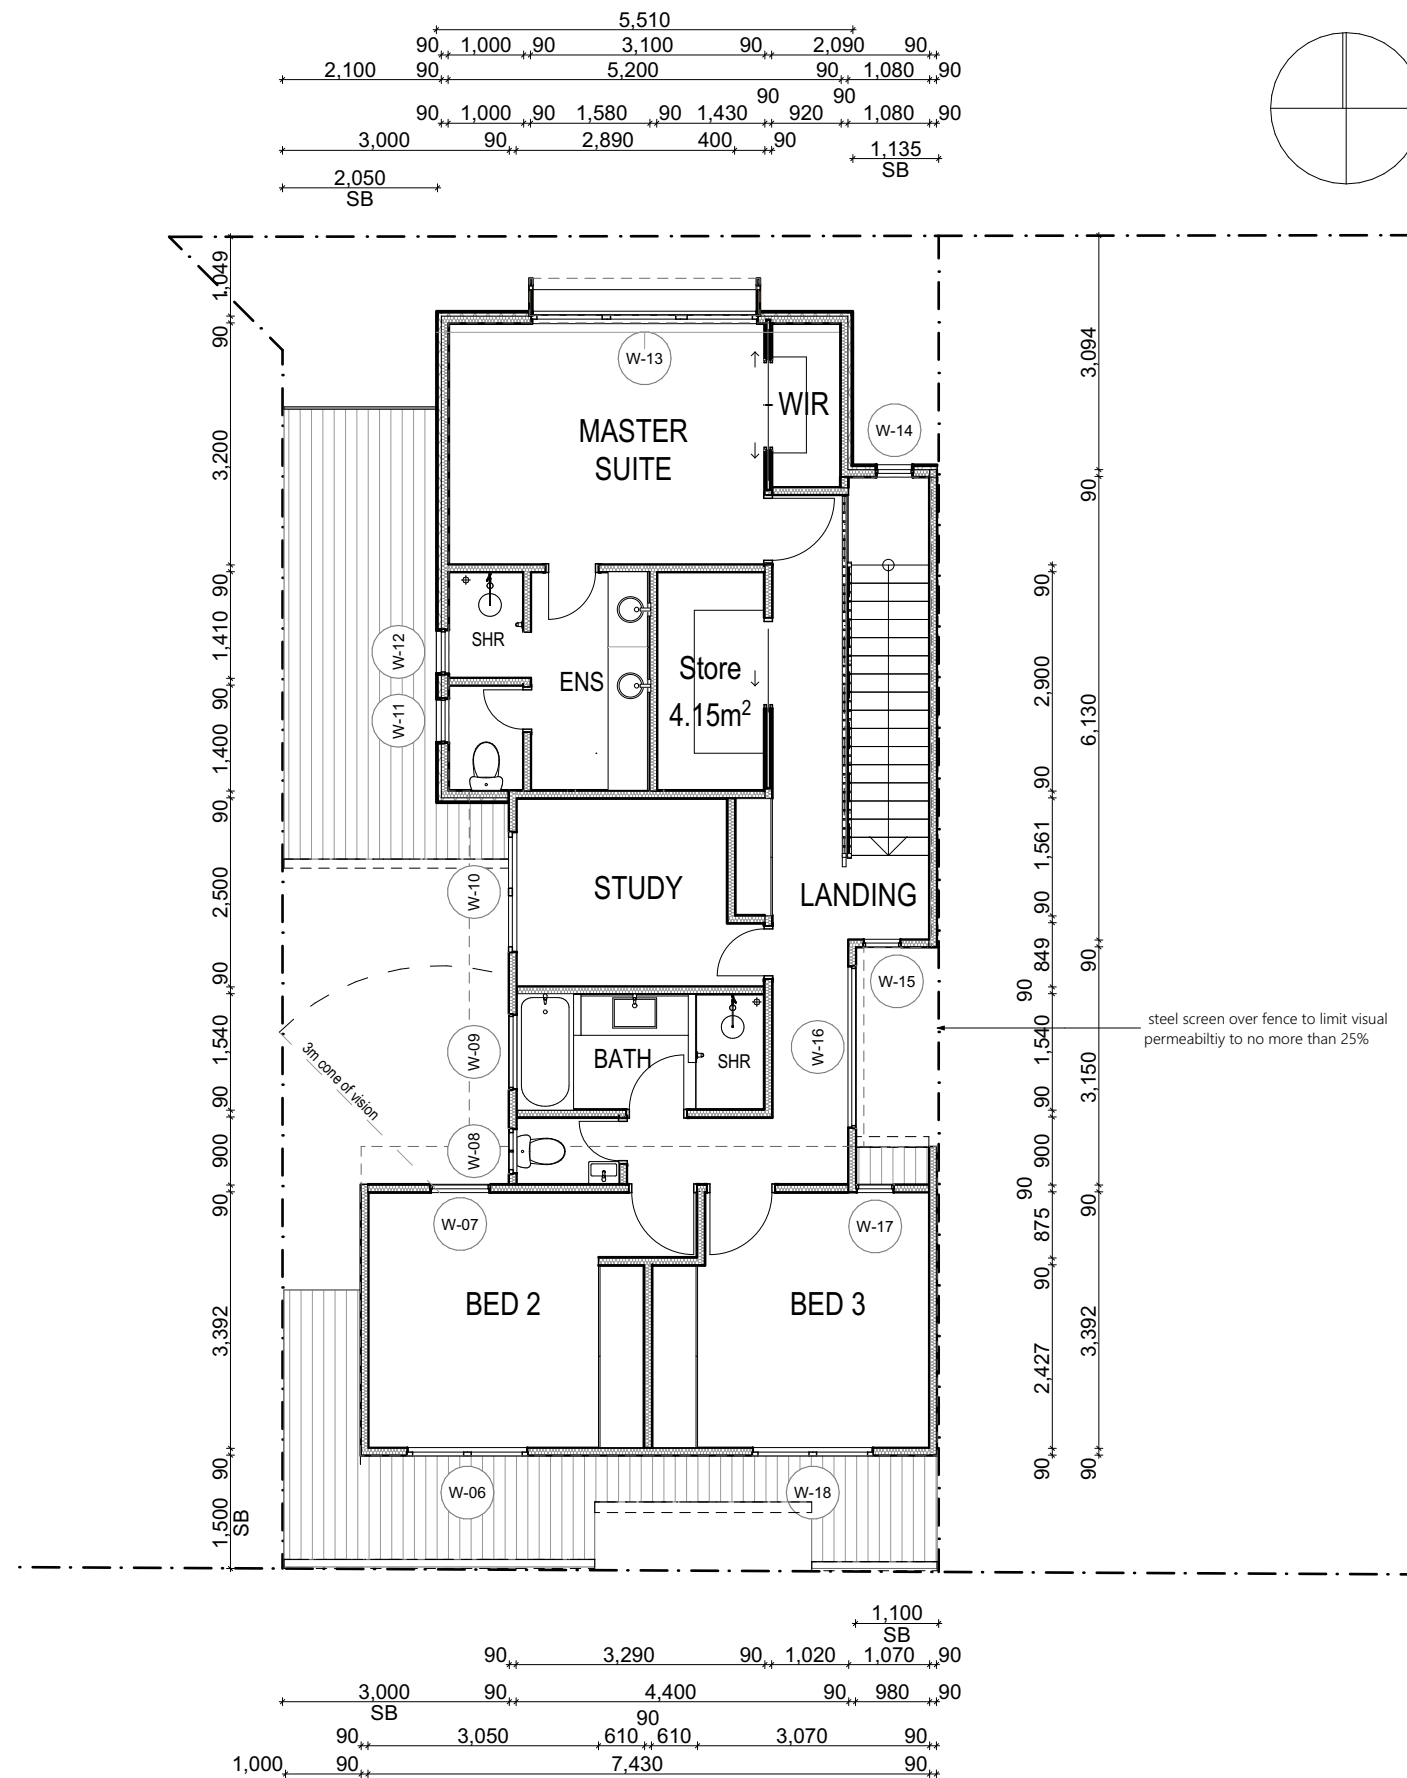 5,510
90 1,000 90 3,100 90 2,090 90
2,100 90 5,200 90 1,080 90
90 90
90 1,000 90 1,580 90 1,430 920 1,080 90
3,000 90 2,890 400 90
1,135
SB
2,050
SB
1,049
90
3,200
90
1,410
90
1,400
90
2,500
90
1,540
90
900
90
3,392
90
1,500
SB
W-13
MASTER
SUITE
WIR
W-14
W-12
W-11
SHR
ENS
Store
4.15m²
W-10
STUDY
LANDING
W-15
W-09
W-16
BATH
SHR
3m cone of vision
W-08
W-07
W-17
BED 2
BED 3
W-06
W-18
90
2,900
90
1,561
90
849
90
1,540
90
900
90
875
90
2,427
90
3,094
90
6,130
90
3,150
90
3,392
90
steel screen over fence to limit visual
permeabiltiy to no more than 25%
1,100
SB
90 3,290 90 1,020 1,070 90
3,000 90 4,400 90 980 90
SB
90
90 3,050 610 610 3,070 90
1,000 90 7,430 90